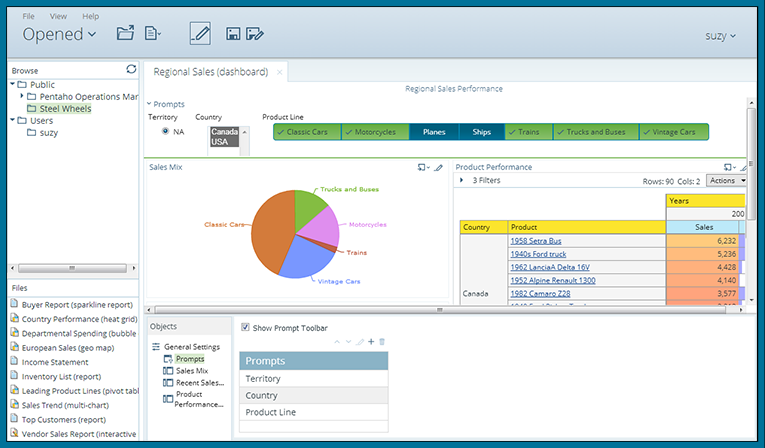 File View Help
Opened
suzy
Browse
Public
Pentaho Operations Mar
Steel Wheels
Users
suzy
Files
Buyer Report (sparkline report)
Country Performance (heat grid)
Departmental Spending (bubble
European Sales (geo map)
Income Statement
Inventory List (report)
Leading Product Lines (pivot tabl
Sales Trend (multi-chart)
Top Customers (report)
Vendor Sales Report (interactive
Regional Sales (dashboard)
Regional Sales Performance
Prompts
Territory Country Product Line
NA
Canada
USA
Classic Cars Motorcycles Planes Ships Trains Trucks and Buses Vintage Cars
Sales Mix
Trucks and Buses
Classic Cars
Motorcycles
Trains
Vintage Cars
Product Performance
3 Filters Rows: 90 Cols: 2 Actions
Years
200
Country Product Sales
1958 Setra Bus 6,232
1940s Ford truck 5,236
1962 LanciaA Delta 16V 4,428
1952 Alpine Renault 1300 4,140
Canada 1982 Camaro Z28 3,577
Objects
General Settings
Prompts
Sales Mix
Recent Sales...
Product
Performance...
Show Prompt Toolbar
Prompts
Territory
Country
Product Line